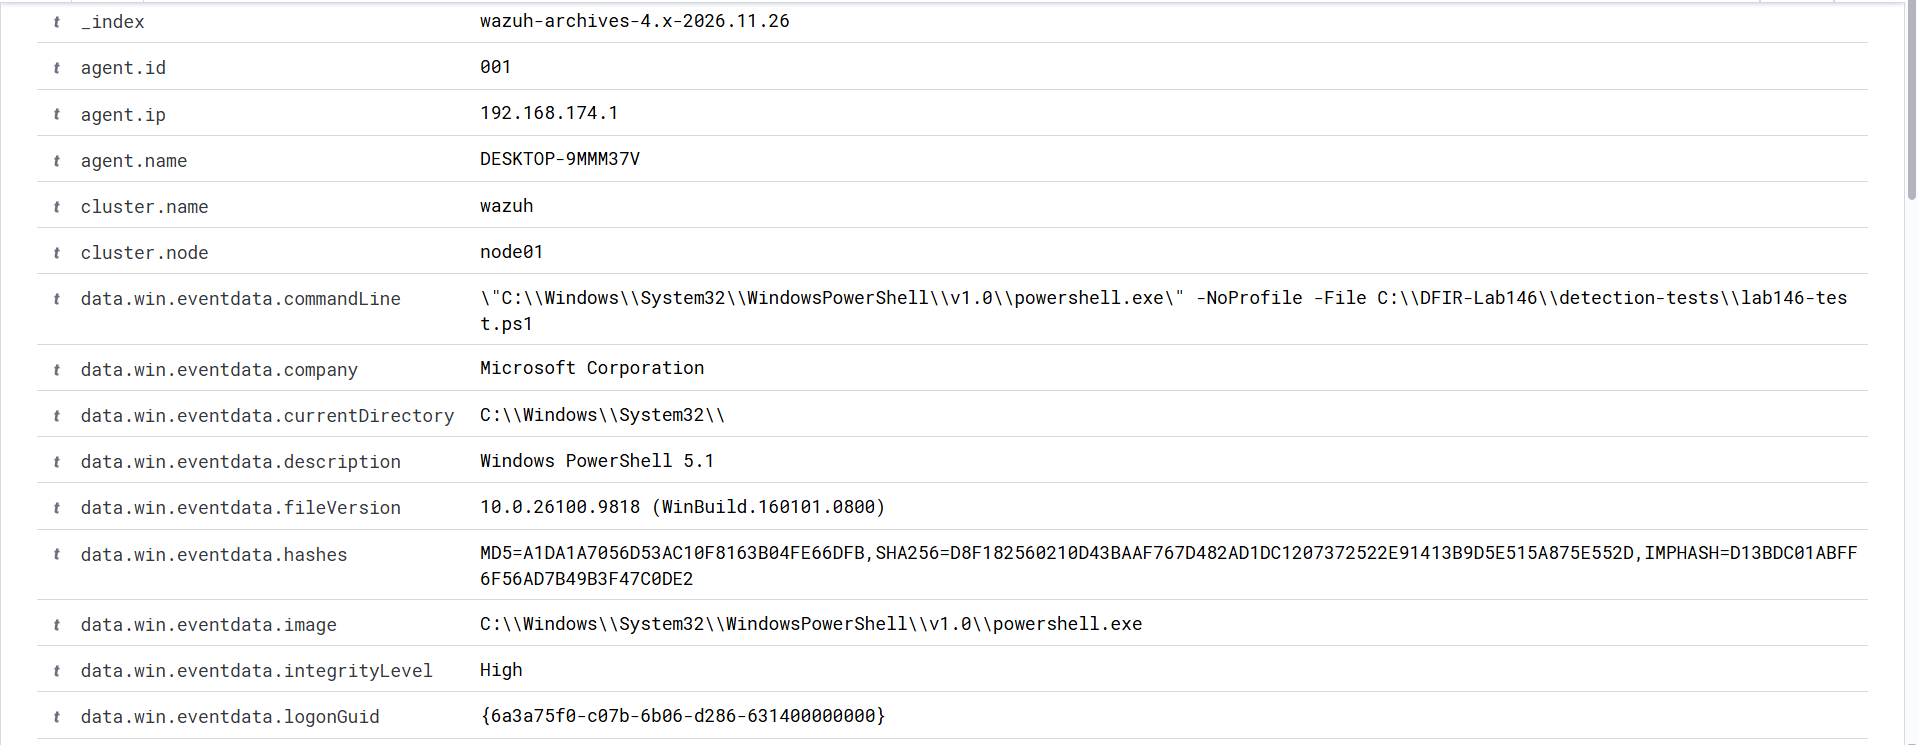 t _index wazuh-archives-4.x-2026.11.26
t agent.id 001
t agent.ip 192.168.174.1
t agent.name DESKTOP-9MMM37V
t cluster.name wazuh
t cluster.node node01
t data.win.eventdata.commandLine \"C:\\Windows\\System32\\WindowsPowerShell\\v1.0\\powershell.exe\" -NoProfile -File C:\\DFIR-Lab146\\detection-tests\\lab146-tes
t.ps1
t data.win.eventdata.company Microsoft Corporation
t data.win.eventdata.currentDirectory C:\\Windows\\System32\\
t data.win.eventdata.description Windows PowerShell 5.1
t data.win.eventdata.fileVersion 10.0.26100.9818 (WinBuild.160101.0800)
t data.win.eventdata.hashes MD5=A1DA1A7056D53AC10F8163B04FE66DFB,SHA256=D8F182560210D43BAAF767D482AD1DC1207372522E91413B9D5E515A875E552D,IMPHASH=D13BDC01ABFF
6F56AD7B49B3F47C0DE2
t data.win.eventdata.image C:\\Windows\\System32\\WindowsPowerShell\\v1.0\\powershell.exe
t data.win.eventdata.integrityLevel High
t data.win.eventdata.logonGuid {6a3a75f0-c07b-6b06-d286-631400000000}